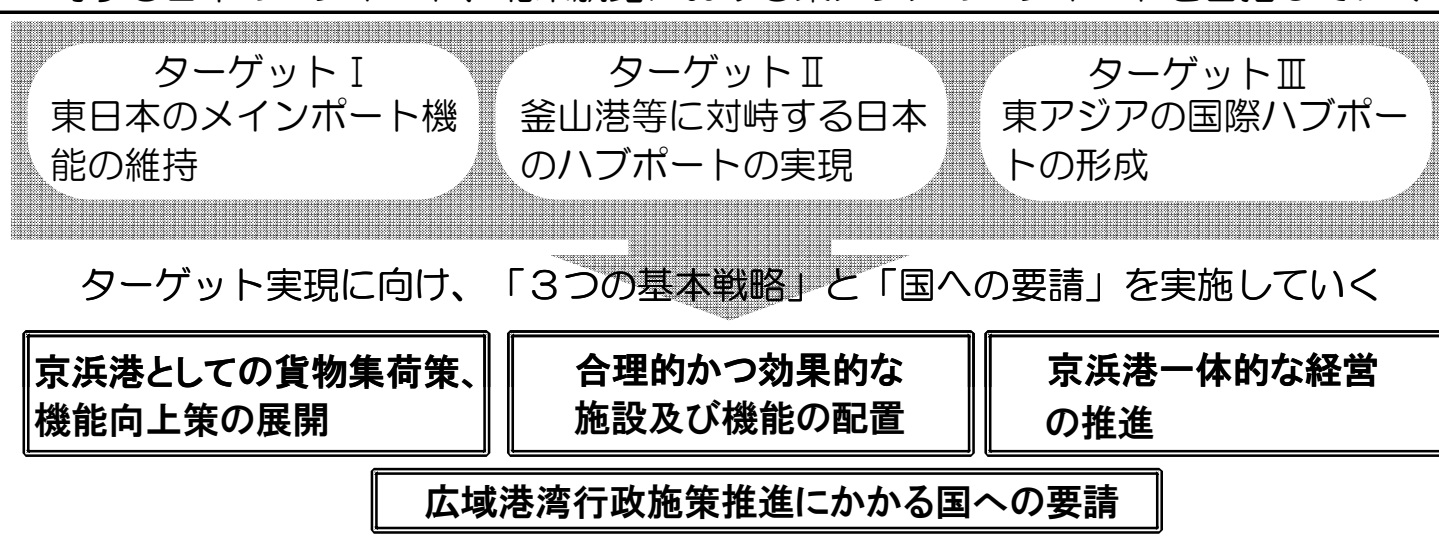 ターゲットⅠ
東日本のメインポート機
能の維持
ターゲットⅡ
釜山港等に対峙する日本
のハブポートの実現
ターゲットⅢ
東アジアの国際ハブポー
トの形成
ターゲット実現に向け、「３つの基本戦略」と「国への要請」を実施していく
京浜港としての貨物集荷策、
機能向上策の展開
合理的かつ効果的な
施設及び機能の配置
京浜港一体的な経営
の推進
広域港湾行政施策推進にかかる国への要請